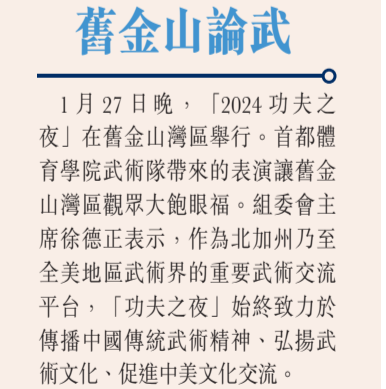 舊金山論武
1月27日晚，「2024功夫之
夜」在舊金山灣區舉行。首都體
育學院武術隊帶來的表演讓舊金
山灣區觀眾大飽眼福。組委會主
席徐德正表示，作為北加州乃至
全美地區武術界的重要武術交流
平台，「功夫之夜」始終致力於
傳播中國傳統武術精神、弘揚武
術文化、促進中美文化交流。